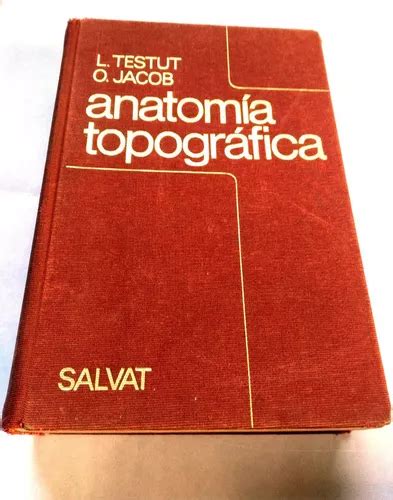 L. TESTUT
O. JACOB
anatomía
topográfica
SALVAT